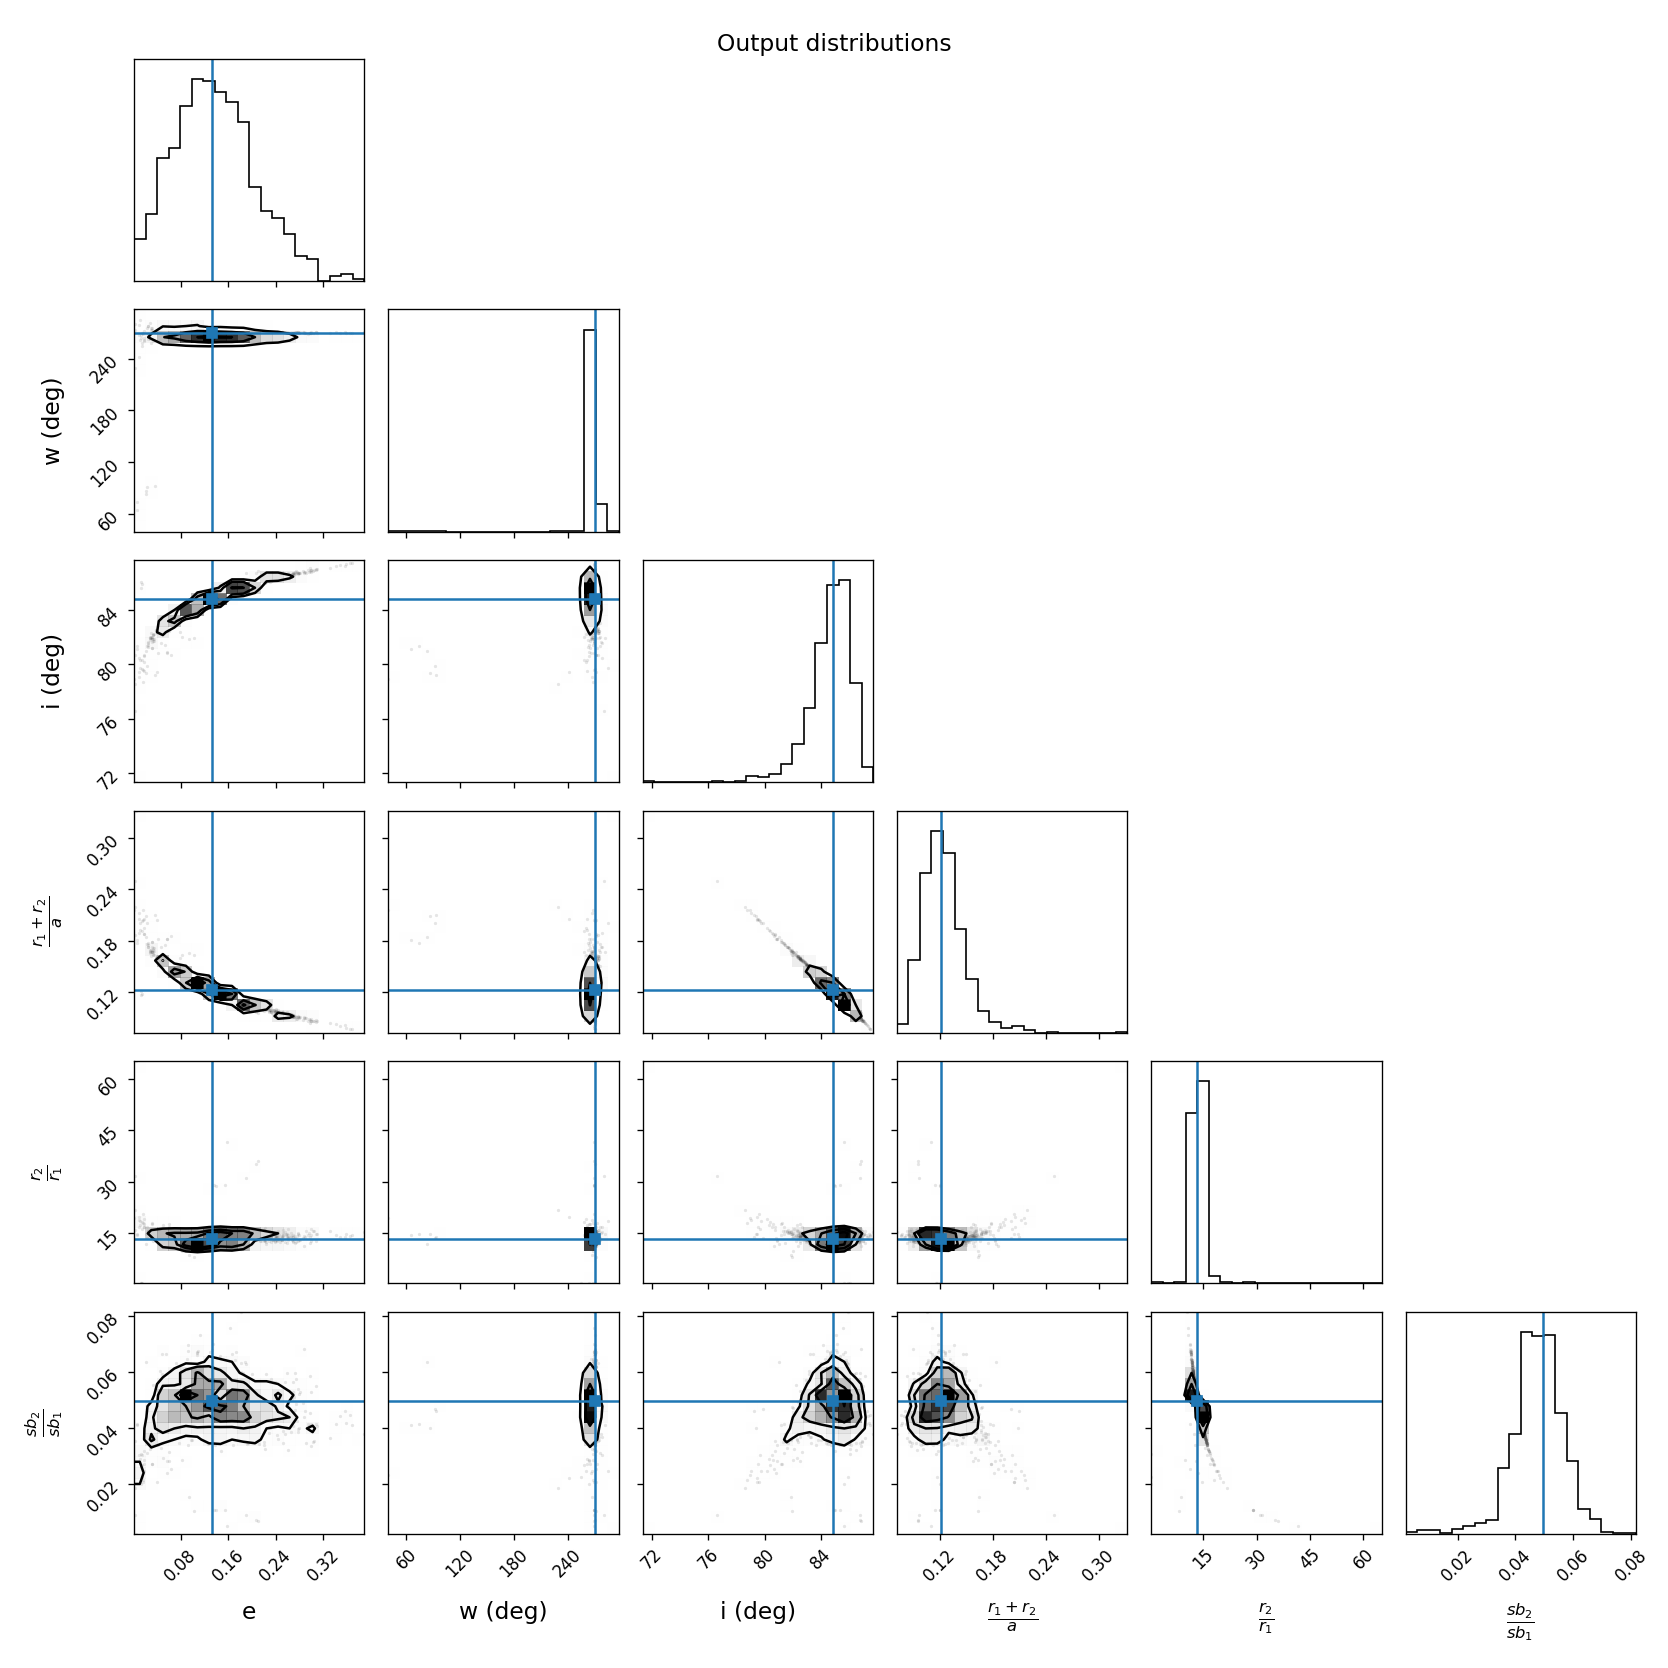 Output distributions
240
180
120
60
w (deg)
84
80
76
72
i (deg)
0.30
0.24
0.18
0.12
r₁ + r₂
a
60
45
30
15
r₂
r₁
0.08
0.06
0.04
0.02
sb₂
sb₁
0.08 0.16 0.24 0.32
60 120 180 240
72 76 80 84
0.12 0.18 0.24 0.30
15 30 45 60
0.02 0.04 0.06 0.08
e
w (deg)
i (deg)
r₁ + r₂
a
r₂
r₁
sb₂
sb₁